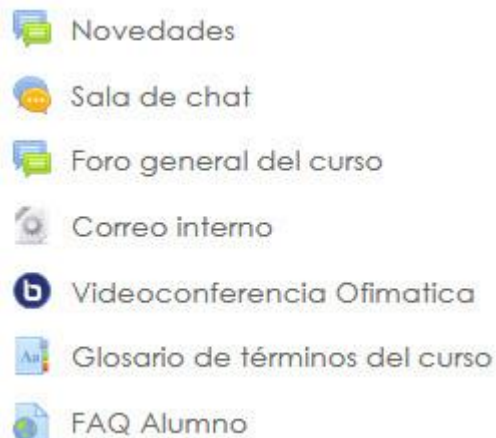 Novedades
Sala de chat
Foro general del curso
Correo interno
b Videoconferencia Ofimatica
Aa Glosario de términos del curso
FAQ Alumno